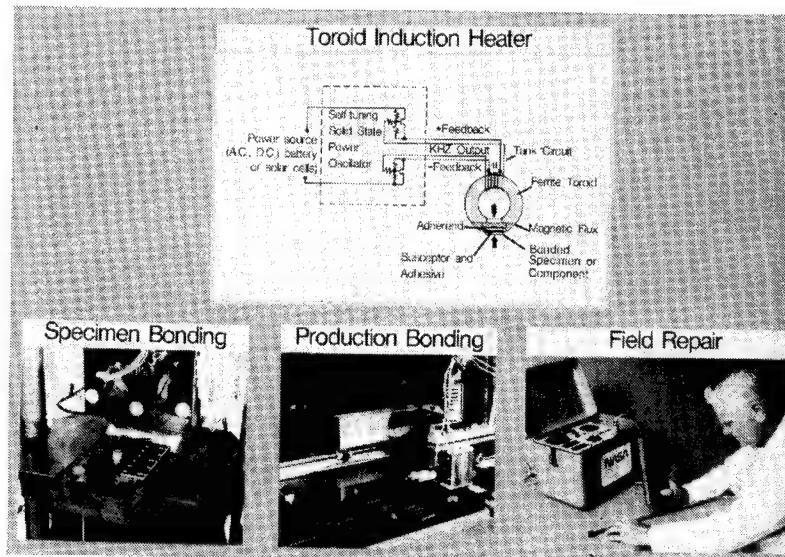 Toroid Induction Heater
Self tuning
Solid State
Power
Oscillator
Power source
(A.C., D.C.) battery
or solar cells)
+Feedback
KHZ Output
-Feedback
Tank Circuit
Ferrite Toroid
Adherend
Magnetic Flux
Susceptor and
Adhesive
Bonded
Specimen or
Component
Specimen Bonding
Production Bonding
Field Repair
NASA